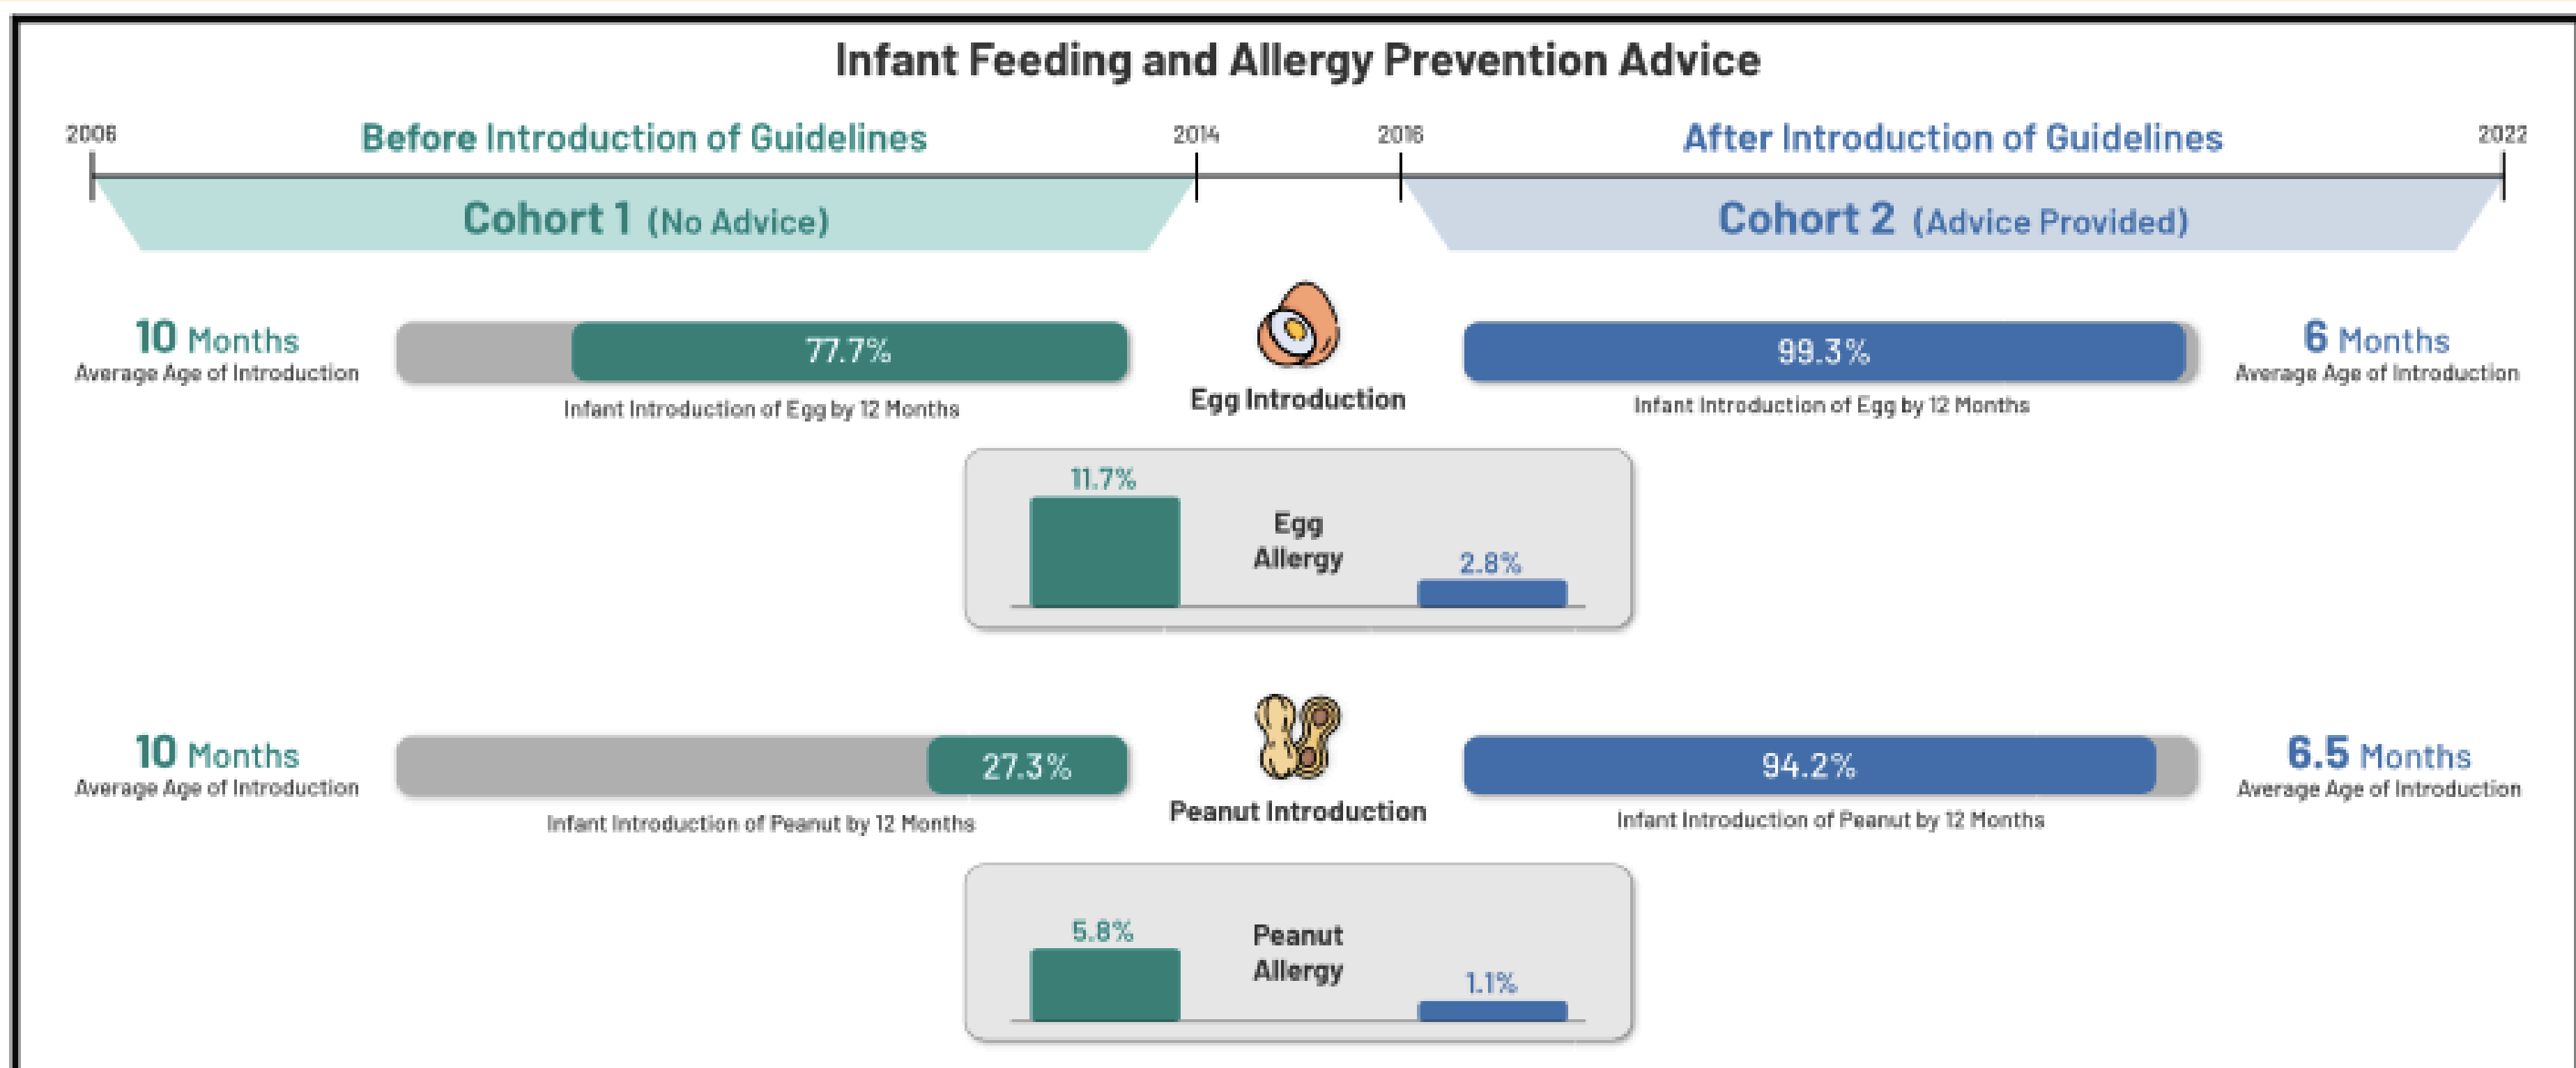 Infant Feeding and Allergy Prevention Advice
2006 Before Introduction of Guidelines 2014 2016 After Introduction of Guidelines 2022
Cohort 1 (No Advice) Cohort 2 (Advice Provided)
10 Months 77.7% 99.3% 6 Months
Average Age of Introduction Average Age of Introduction
Infant Introduction of Egg by 12 Months Egg Introduction Infant Introduction of Egg by 12 Months
11.7%
Egg
Allergy
2.8%
10 Months 27.3% 94.2% 6.5 Months
Average Age of Introduction Average Age of Introduction
Infant Introduction of Peanut by 12 Months Peanut Introduction Infant Introduction of Peanut by 12 Months
5.8%
Peanut
Allergy
1.1%